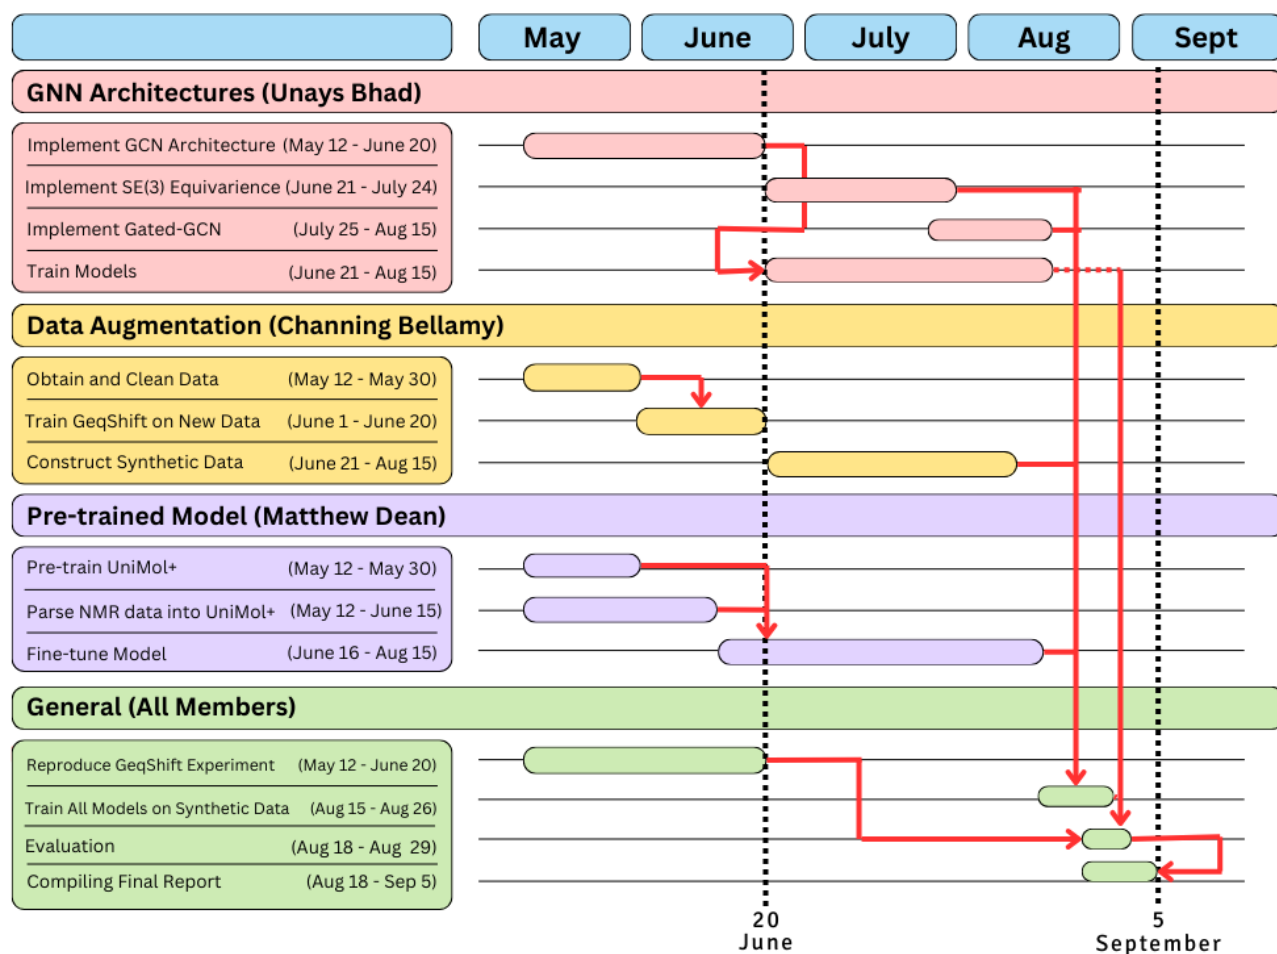 May June July Aug Sept
GNN Architectures (Unays Bhad)
Implement GCN Architecture (May 12 - June 20)
Implement SE(3) Equivarience (June 21 - July 24)
Implement Gated-GCN (July 25 - Aug 15)
Train Models (June 21 - Aug 15)
Data Augmentation (Channing Bellamy)
Obtain and Clean Data (May 12 - May 30)
Train GeqShift on New Data (June 1 - June 20)
Construct Synthetic Data (June 21 - Aug 15)
Pre-trained Model (Matthew Dean)
Pre-train UniMol+ (May 12 - May 30)
Parse NMR data into UniMol+ (May 12 - June 15)
Fine-tune Model (June 16 - Aug 15)
General (All Members)
Reproduce GeqShift Experiment (May 12 - June 20)
Train All Models on Synthetic Data (Aug 15 - Aug 26)
Evaluation (Aug 18 - Aug 29)
Compiling Final Report (Aug 18 - Sep 5)
20 5
June September